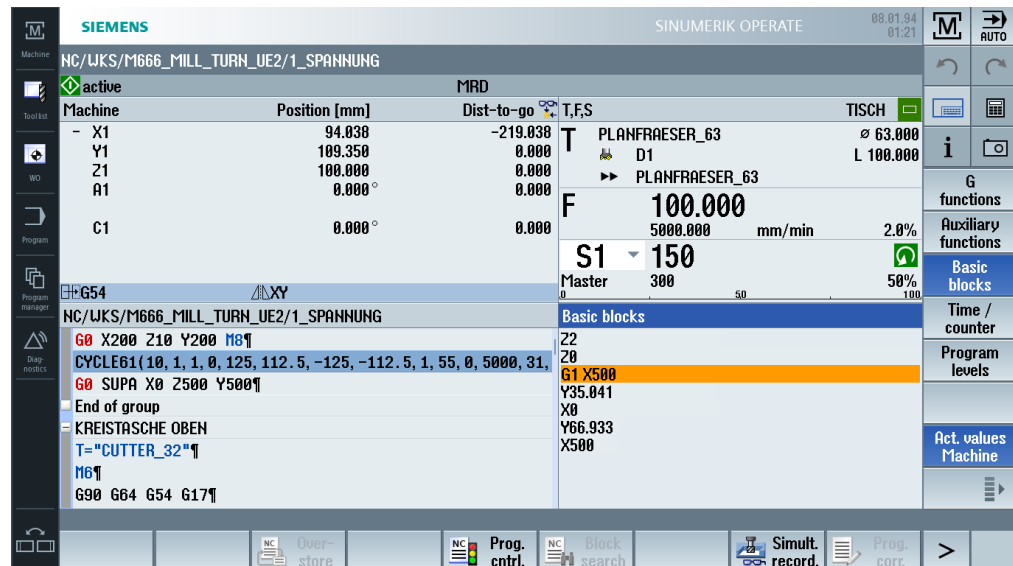 SIEMENS
SINUMERIK OPERATE
08.01.94
01:21
M
AUTO
M
Machine
Tool list
WO
Program
Program
manager
Diag-
nostics
NC/WKS/M666_MILL_TURN_UE2/1_SPANNUNG
active
MRD
Machine Position [mm] Dist-to-go
X1 94.038 -219.038
Y1 109.350 0.000
Z1 100.000 0.000
A1 0.000° 0.000
C1 0.000° 0.000
G54 XY
T,F,S TISCH
T PLANFRAESER_63 ø 63.000
D1 L 100.000
PLANFRAESER_63
F 100.000
5000.000 mm/min 2.0%
S1 150
Master 300 50%
0 50 100
NC/WKS/M666_MILL_TURN_UE2/1_SPANNUNG
G0 X200 Z10 Y200 M8¶
CYCLE61(10, 1, 1, 0, 125, 112.5, -125, -112.5, 1, 55, 0, 5000, 31,
G0 SUPA X0 Z500 Y500¶
End of group
KREISTASCHE OBEN
T="CUTTER_32"¶
M6¶
G90 G64 G54 G17¶
Basic blocks
Z2
Z0
G1 X500
Y35.041
X0
Y66.933
X500
i
G
functions
Auxiliary
functions
Basic
blocks
Time /
counter
Program
levels
Act. values
Machine
NC Over-
store
NC Prog.
cntrl.
NC Block
search
Simult.
record.
Prog.
corr.
>